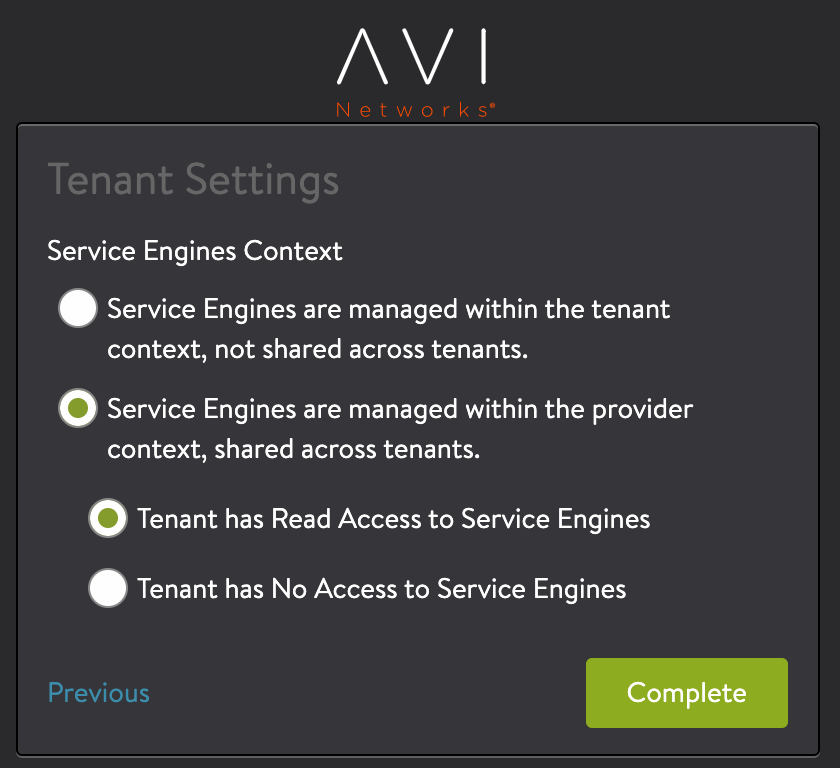 AVI
Networks®
Tenant Settings
Service Engines Context
Service Engines are managed within the tenant
context, not shared across tenants.
Service Engines are managed within the provider
context, shared across tenants.
Tenant has Read Access to Service Engines
Tenant has No Access to Service Engines
Previous
Complete